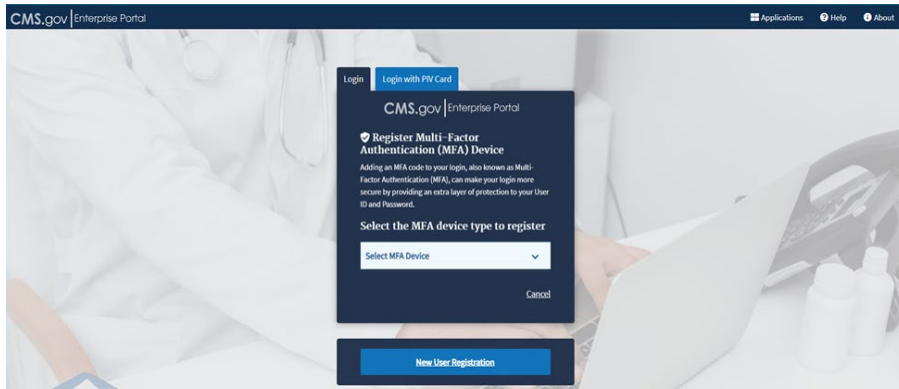 CMS.gov Enterprise Portal
Applications
Help
About
Login
Login with PIV Card
CMS.gov Enterprise Portal
Register Multi-Factor
Authentication (MFA) Device
Adding an MFA code to your login, also known as Multi-
Factor Authentication (MFA), can make your login more
secure by providing an extra layer of protection to your User
ID and Password.
Select the MFA device type to register
Select MFA Device
Cancel
New User Registration